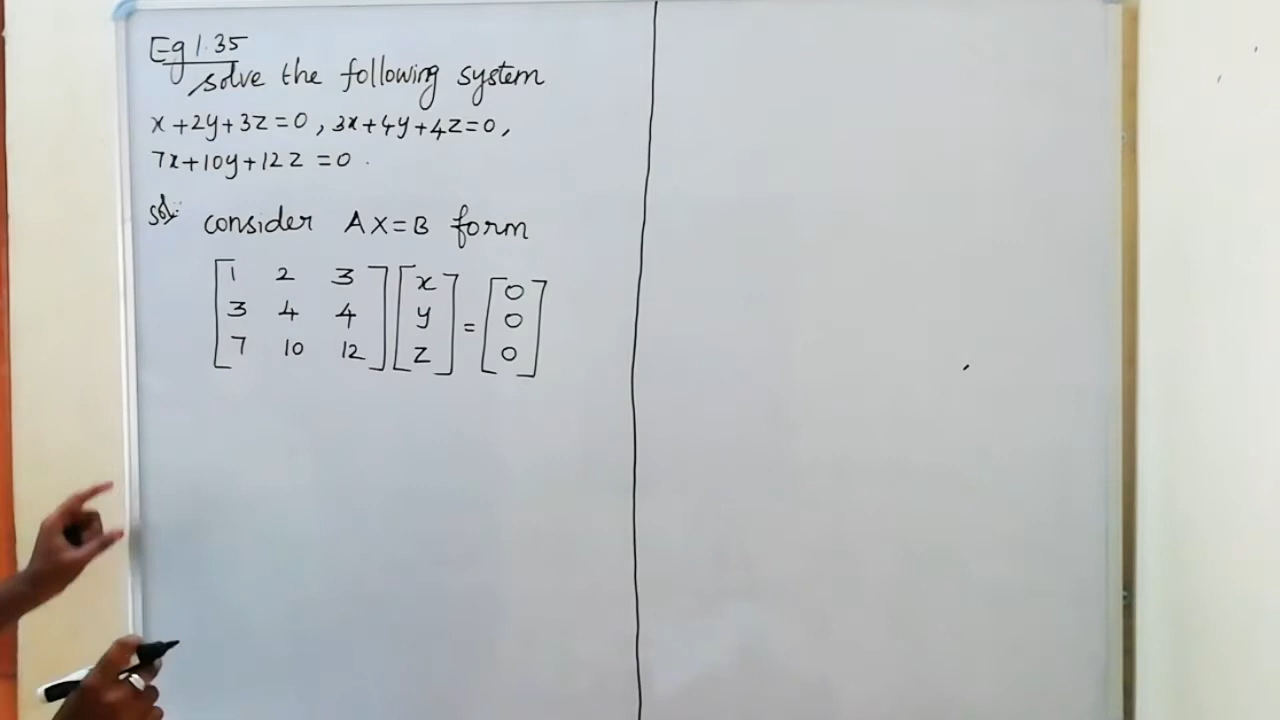 Eg 1.35
solve the following system
x+2y+3z=0, 3x+4y+4z=0,
7x+10y+12z=0.
Sol: consider AX=B form
[1 2 3] [x] [0]
[3 4 4] [y] = [0]
[7 10 12] [z] [0]